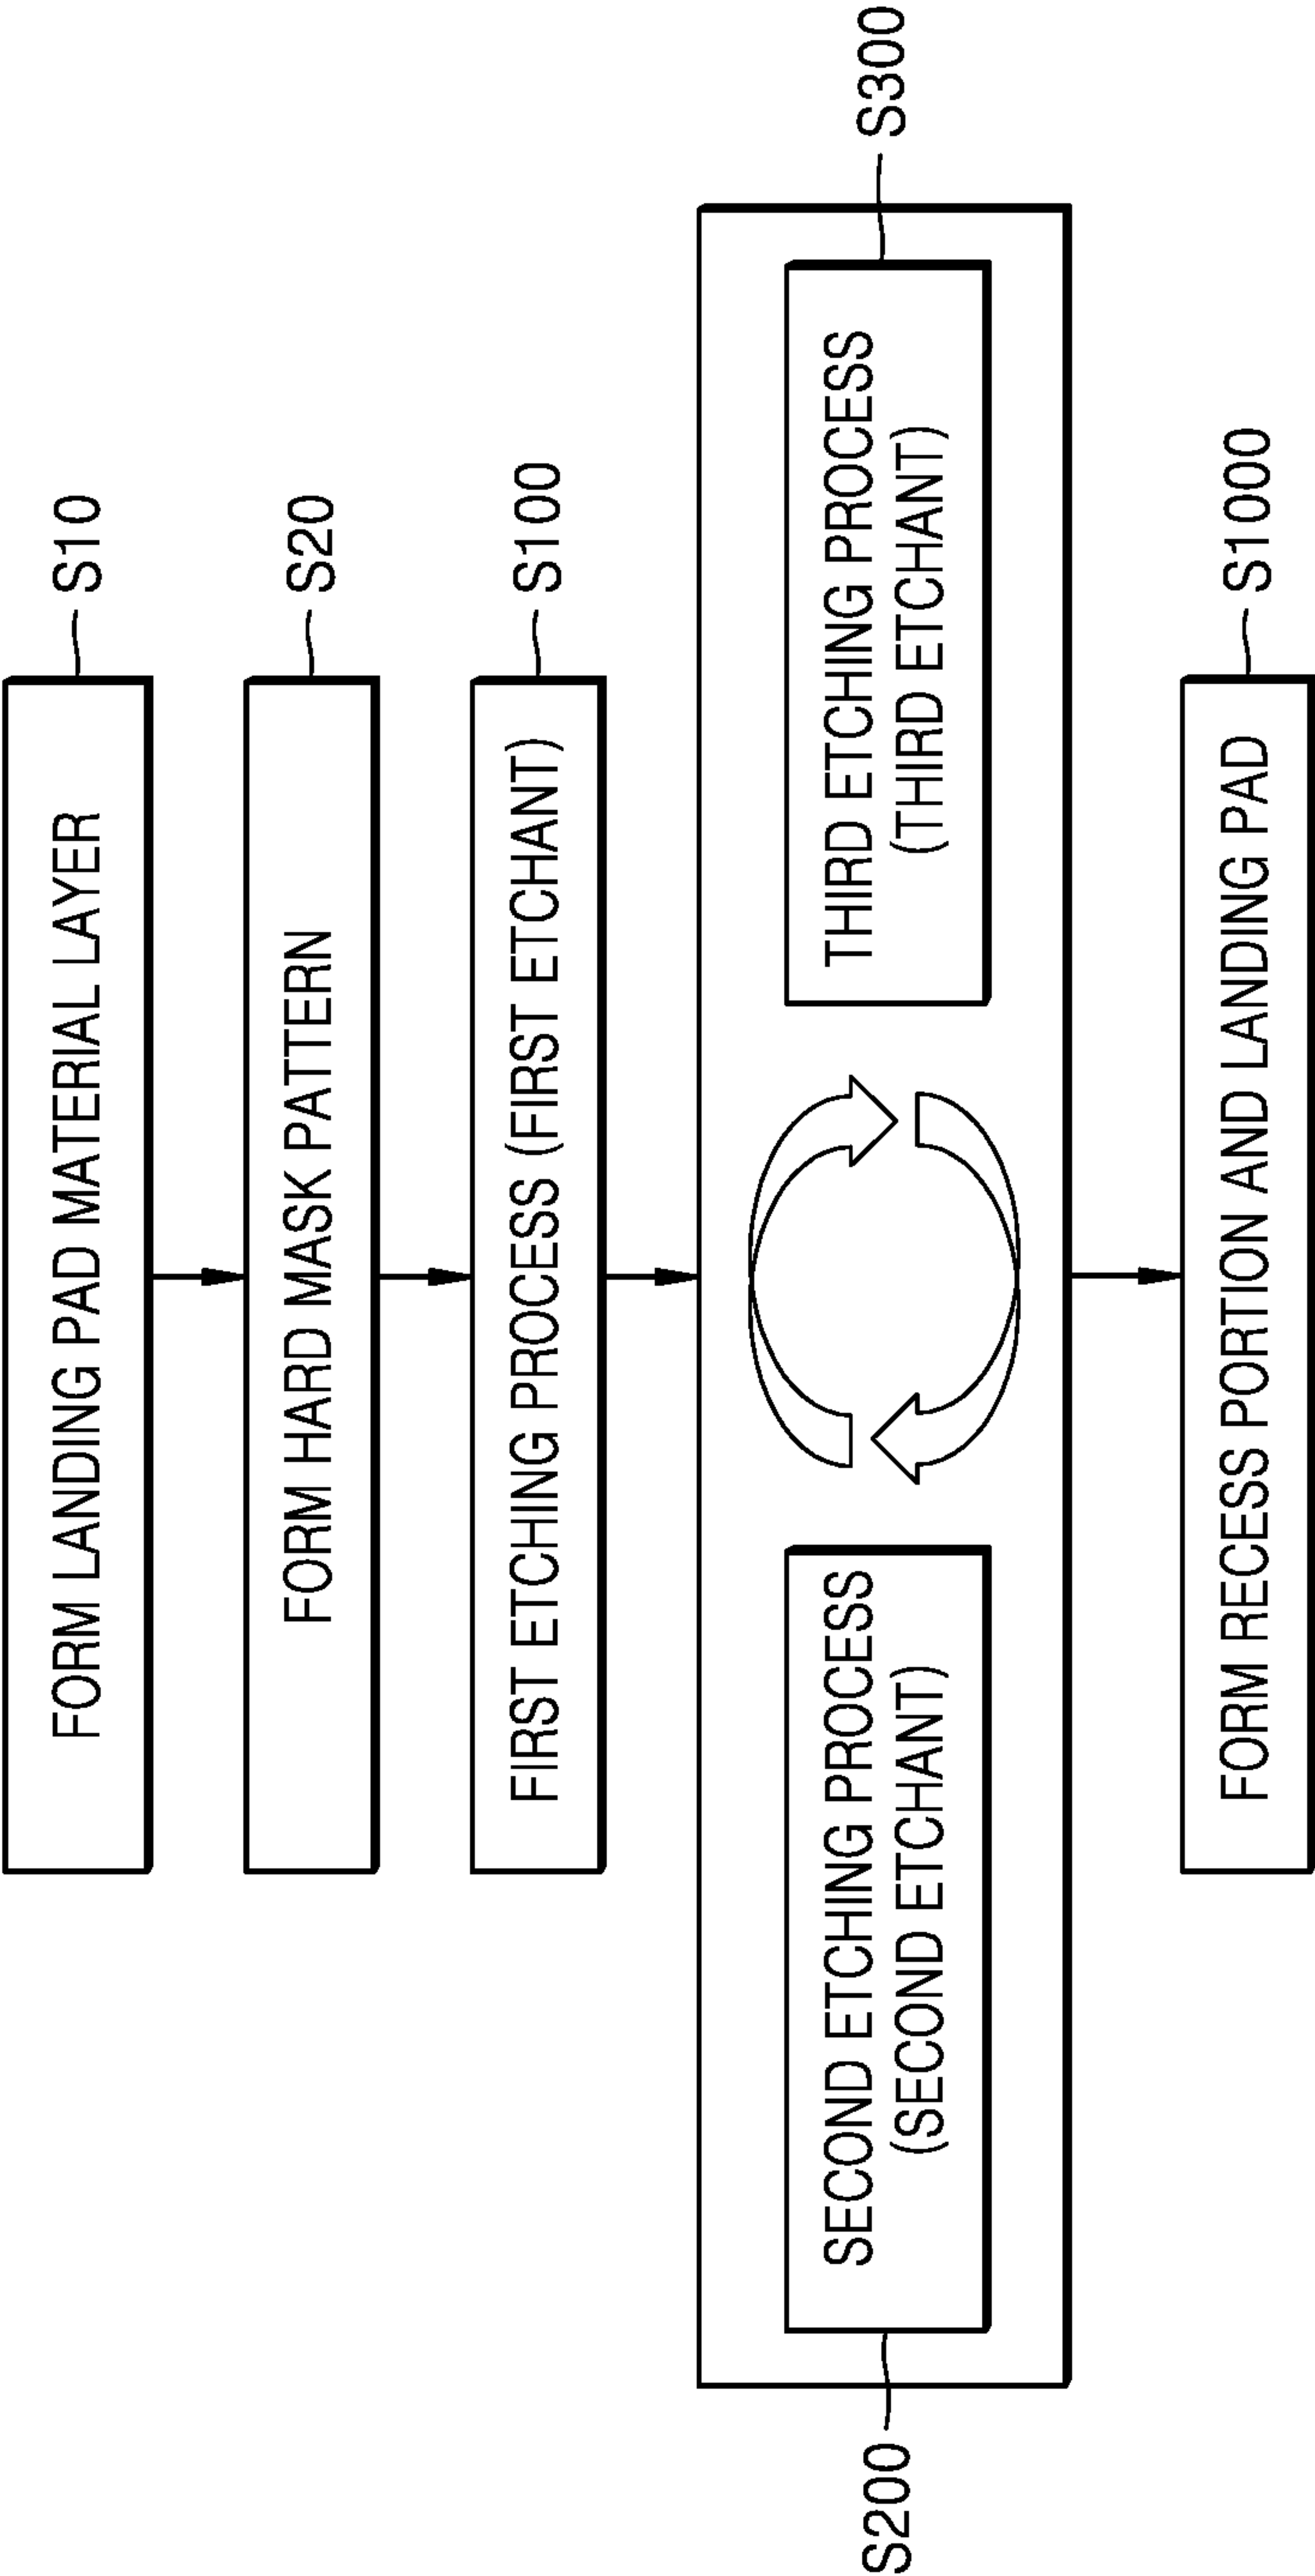 FORM LANDING PAD MATERIAL LAYER
S10
FORM HARD MASK PATTERN
S20
FIRST ETCHING PROCESS (FIRST ETCHANT)
S100
S200
SECOND ETCHING PROCESS
(SECOND ETCHANT)
THIRD ETCHING PROCESS
(THIRD ETCHANT)
S300
FORM RECESS PORTION AND LANDING PAD
S1000